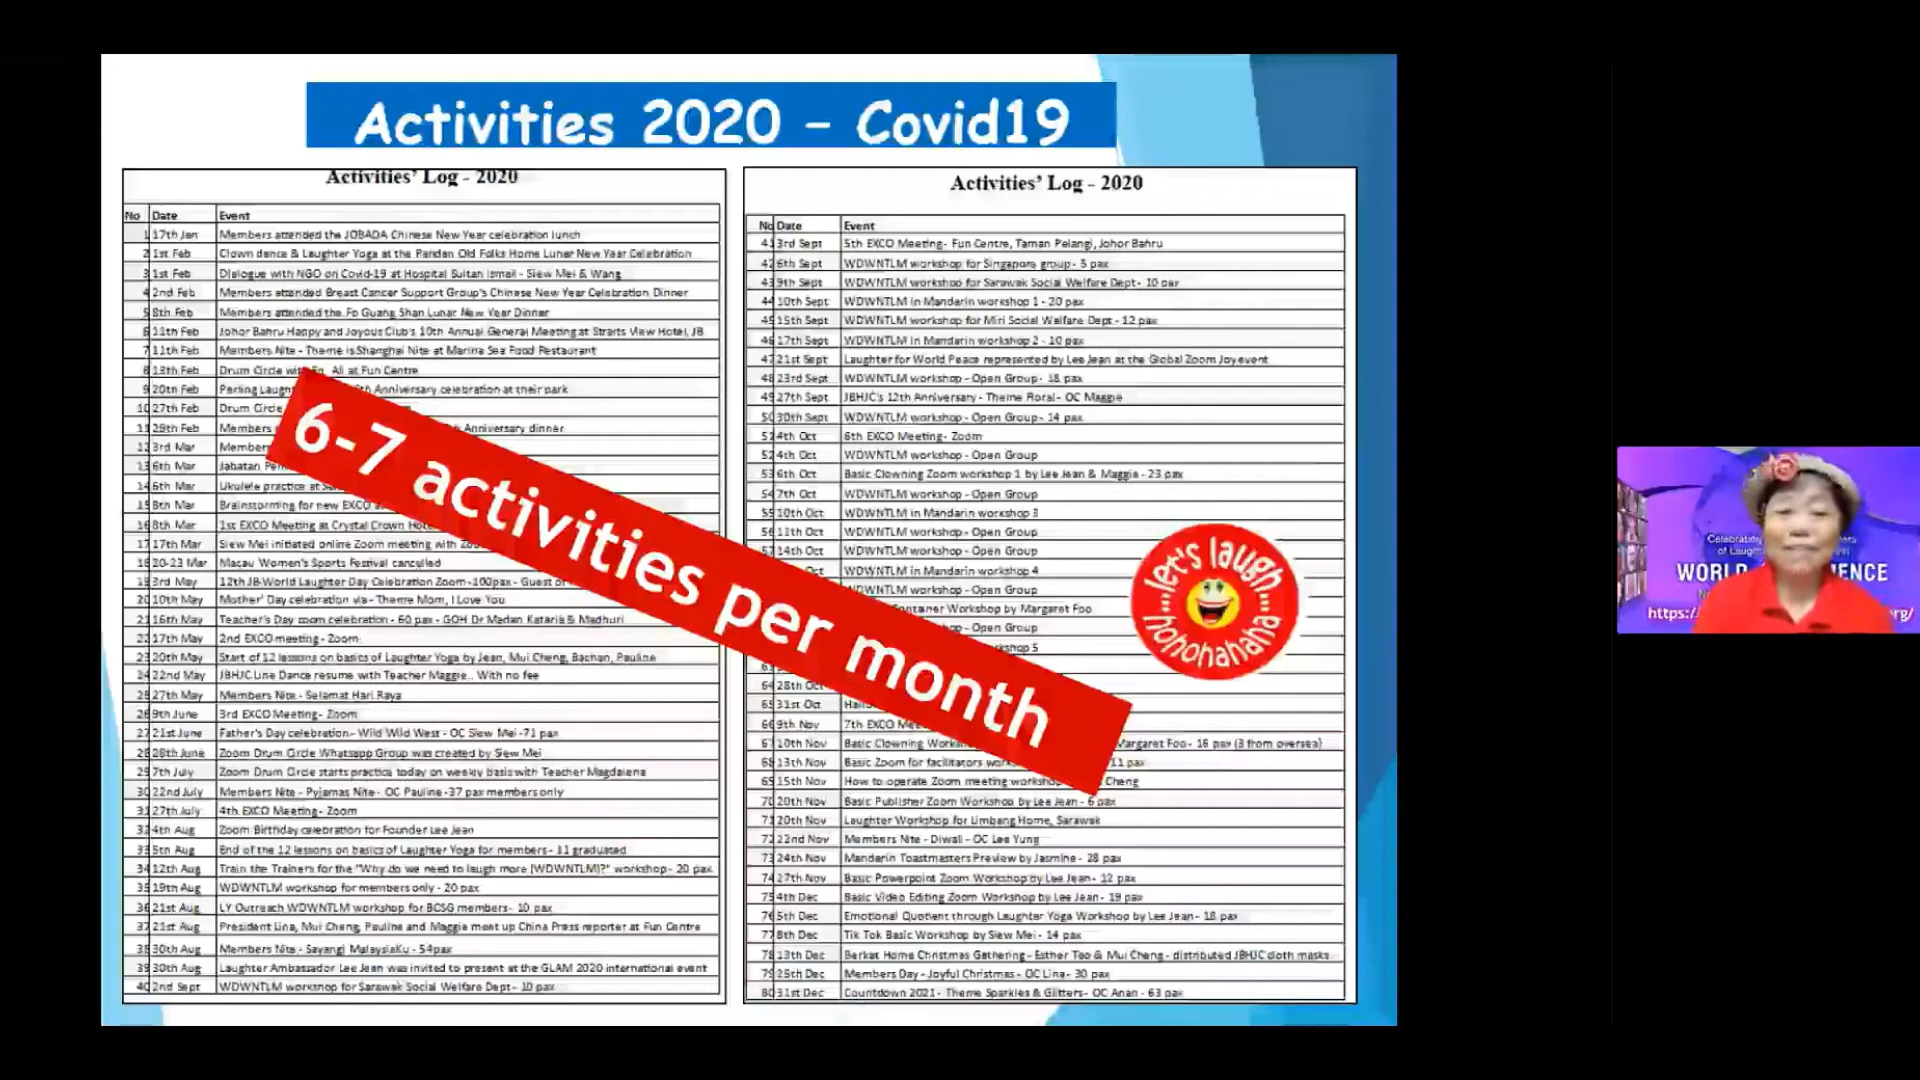 Activities 2020 – Covid19
Activities' Log - 2020
No Date Event
1 17th Jan Members attended the JOBADA Chinese New Year celebration lunch
2 1st Feb Clown dance & Laughter Yoga at the Pandan Old Folks Home Lunar New Year Celebration
3 1st Feb Dialogue with NGO on Covid-19 at Hospital Sultan Ismail - Siew Mei & Wang
4 2nd Feb Members attended Breast Cancer Support Group's Chinese New Year Celebration Dinner
5 8th Feb Members attended the Fo Guang Shan Lunar New Year Dinner
6 11th Feb Johor Bahru Happy and Joyous Club's 10th Annual General Meeting at Straits View Hotel, JB
7 11th Feb Members Nite - Theme is Shanghai Nite at Marina Sea Food Restaurant
8 13th Feb Drum Circle with All at Fun Centre
9 20th Feb Perling Anniversary celebration at their park
10 27th Feb Drum Circle
11 29th Feb Members Anniversary dinner
12 3rd Mar Members
13 6th Mar Jabatan
14 6th Mar Ukulele practice at
15 8th Mar Brainstorming for new EXCO
16 8th Mar 1st EXCO Meeting at Crystal Crown
17 17th Mar Siew Mei initiated online Zoom meeting with
18 20-23 Mar Macau Women's Sports Festival cancelled
19 3rd May 12th JB World Laughter Day Celebration Zoom -100pax - Guest of
20 10th May Mother' Day celebration via - Theme Mom, I Love You
21 16th May Teacher's Day zoom celebration - 60 pax - GOH Dr Madan Kataria & Madhuri
22 17th May 2nd EXCO meeting - Zoom
23 20th May Start of 12 lessons on basics of Laughter Yoga by Jean, Mui Cheng, Bachan, Pauline
24 22nd May JBHJC Line Dance resume with Teacher Maggie.. With no fee
25 27th May Members Nite - Selamat Hari Raya
26 9th June 3rd EXCO Meeting- Zoom
27 21st June Father's Day celebration - Wild Wild West - OC Siew Mei -71 pax
28 28th June Zoom Drum Circle Whatsapp Group was created by Siew Mei
29 7th July Zoom Drum Circle starts practice today on weekly basis with Teacher Magdalene
30 22nd July Members Nite - Pyjamas Nite- OC Pauline -37 pax members only
31 27th July 4th EXCO Meeting- Zoom
32 4th Aug Zoom Birthday celebration for Founder Lee Jean
33 5th Aug End of the 12 lessons on basics of Laughter Yoga for members - 11 graduated
34 12th Aug Train the Trainers for the "Why do we need to laugh more (WDWNTLM)?" workshop - 20 pax
35 19th Aug WDWNTLM workshop for members only - 20 pax
36 21st Aug LY Outreach WDWNTLM workshop for BCSG members- 10 pax
37 21st Aug President Lina, Mui Cheng, Pauline and Maggie meet up China Press reporter at Fun Centre
38 30th Aug Members Nite - Sayangi MalaysiaKu - 54pax
39 30th Aug Laughter Ambassador Lee Jean was invited to present at the GLAM 2020 international event
40 2nd Sept WDWNTLM workshop for Sarawak Social Welfare Dept- 10 pax
Activities' Log - 2020
No Date Event
41 3rd Sept 5th EXCO Meeting- Fun Centre, Taman Pelangi, Johor Bahru
42 6th Sept WDWNTLM workshop for Singapore group - 5 pax
43 9th Sept WDWNTLM workshop for Sarawak Social Welfare Dept - 10 pax
44 10th Sept WDWNTLM in Mandarin workshop 1 - 20 pax
45 15th Sept WDWNTLM workshop for Miri Social Welfare Dept - 12 pax
46 17th Sept WDWNTLM in Mandarin workshop 2 - 10 pax
47 21st Sept Laughter for World Peace represented by Lee Jean at the Global Zoom Joy event
48 23rd Sept WDWNTLM workshop - Open Group - 18 pax
49 27th Sept JBHJC's 12th Anniversary - Theme Floral - OC Maggie
50 30th Sept WDWNTLM workshop - Open Group - 14 pax
51 4th Oct 6th EXCO Meeting- Zoom
52 4th Oct WDWNTLM workshop - Open Group
53 6th Oct Basic Clowning Zoom workshop 1 by Lee Jean & Maggie - 23 pax
54 7th Oct WDWNTLM workshop - Open Group
55 10th Oct WDWNTLM in Mandarin workshop 3
56 11th Oct WDWNTLM workshop - Open Group
57 14th Oct WDWNTLM workshop - Open Group
Oct WDWNTLM in Mandarin workshop 4
WDWNTLM workshop - Open Group
Container Workshop by Margaret Foo
workshop - Open Group
workshop 5
64 28th Oct
65 31st Oct
66 9th Nov 7th EXCO
67 10th Nov Basic Clowning Margaret Foo - 16 pax (3 from oversea)
68 13th Nov Basic Zoom for facilitators 11 pax
69 15th Nov How to operate Zoom meeting workshop Cheng
70 20th Nov Basic Publisher Zoom Workshop by Lee Jean - 6 pax
71 20th Nov Laughter Workshop for Limbang Home, Sarawak
72 22nd Nov Members Nite - Diwali - OC Lee Yung
73 24th Nov Mandarin Toastmasters Preview by Jasmine - 28 pax
74 27th Nov Basic Powerpoint Zoom Workshop by Lee Jean - 12 pax
75 4th Dec Basic Video Editing Zoom Workshop by Lee Jean - 19 pax
76 5th Dec Emotional Quotient through Laughter Yoga Workshop by Lee Jean - 18 pax
77 8th Dec Tik Tok Basic Workshop by Siew Mei - 14 pax
78 13th Dec Berkat Home Christmas Gathering - Esther Teo & Mui Cheng - distributed JBHJC cloth masks
79 25th Dec Members Day - Joyful Christmas - OC Lina - 30 pax
80 31st Dec Countdown 2021 - Theme Sparkles & Glitters- OC Anan - 63 pax
6-7 activities per month
let's laugh
hohohahaha
WORLD
https://